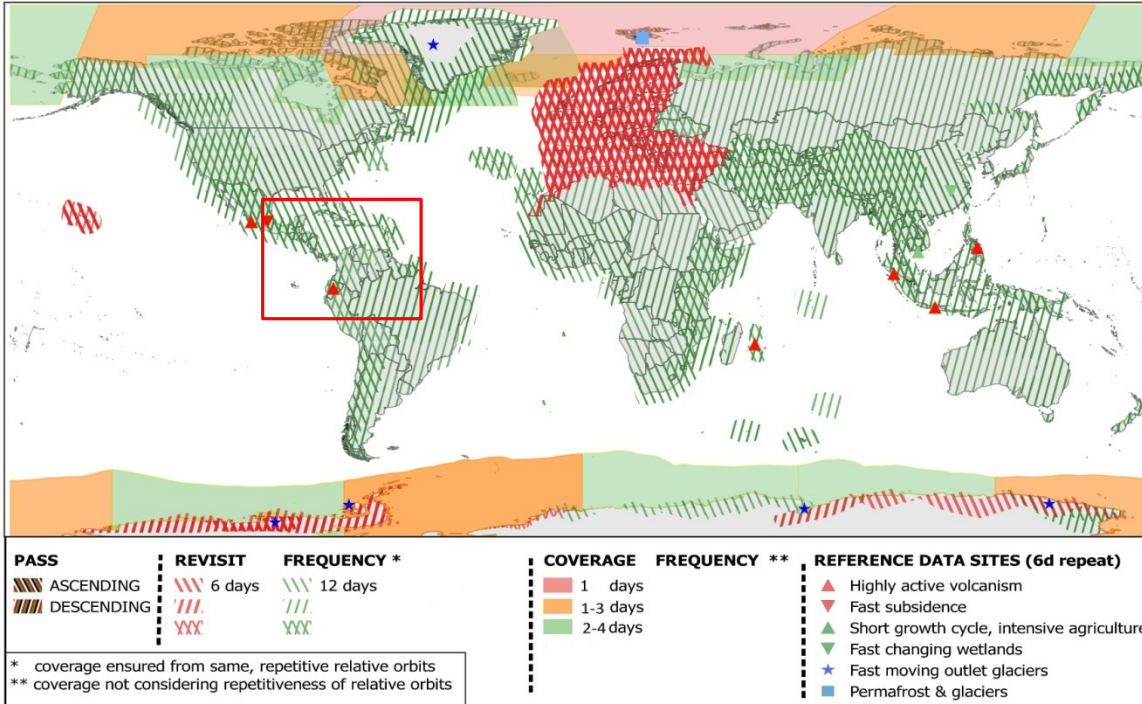 PASS
ASCENDING
DESCENDING
REVISIT FREQUENCY *
6 days 12 days
COVERAGE FREQUENCY **
1 days
1-3 days
2-4 days
REFERENCE DATA SITES (6d repeat)
Highly active volcanism
Fast subsidence
Short growth cycle, intensive agriculture
Fast changing wetlands
Fast moving outlet glaciers
Permafrost & glaciers
* coverage ensured from same, repetitive relative orbits
** coverage not considering repetitiveness of relative orbits